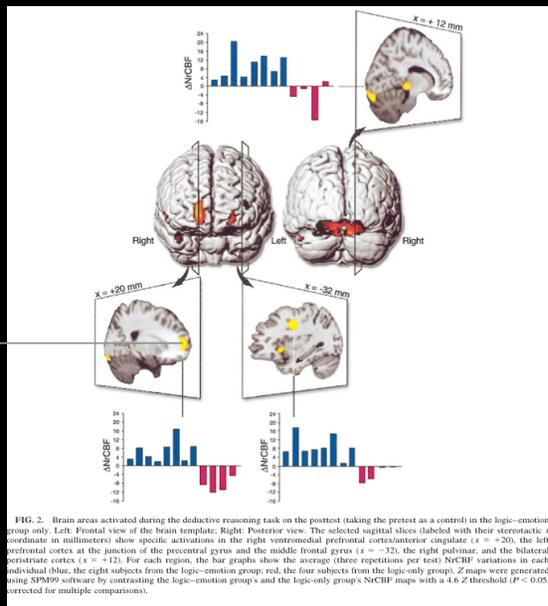 x = + 12 mm
ΔNrCBF
24
20
16
12
8
4
0
-4
-8
-12
-16
Right
Left
Right
x = +20 mm
x = -32 mm
ΔNrCBF
24
20
16
12
8
4
0
-4
-8
-12
-16
ΔNrCBF
24
20
16
12
8
4
0
-4
-8
-12
-16
FIG. 2. Brain areas activated during the deductive reasoning task on the posttest (taking the pretest as a control) in the logic–emotion
group only. Left: Frontal view of the brain template; Right: Posterior view. The selected sagittal slices (labeled with their stereotactic x
coordinate in millimeters) show specific activations in the right ventromedial prefrontal cortex/anterior cingulate (x = +20), the left
prefrontal cortex at the junction of the precentral gyrus and the middle frontal gyrus (x = −32), the right pulvinar, and the bilateral
peristriate cortex (x = +12). For each region, the bar graphs show the average (three repetitions per test) NrCBF variations in each
individual (blue, the eight subjects from the logic–emotion group; red, the four subjects from the logic-only group). Z maps were generated
using SPM99 software by contrasting the logic–emotion group's and the logic-only group's NrCBF maps with a 4.6 Z threshold (P < 0.05,
corrected for multiple comparisons).